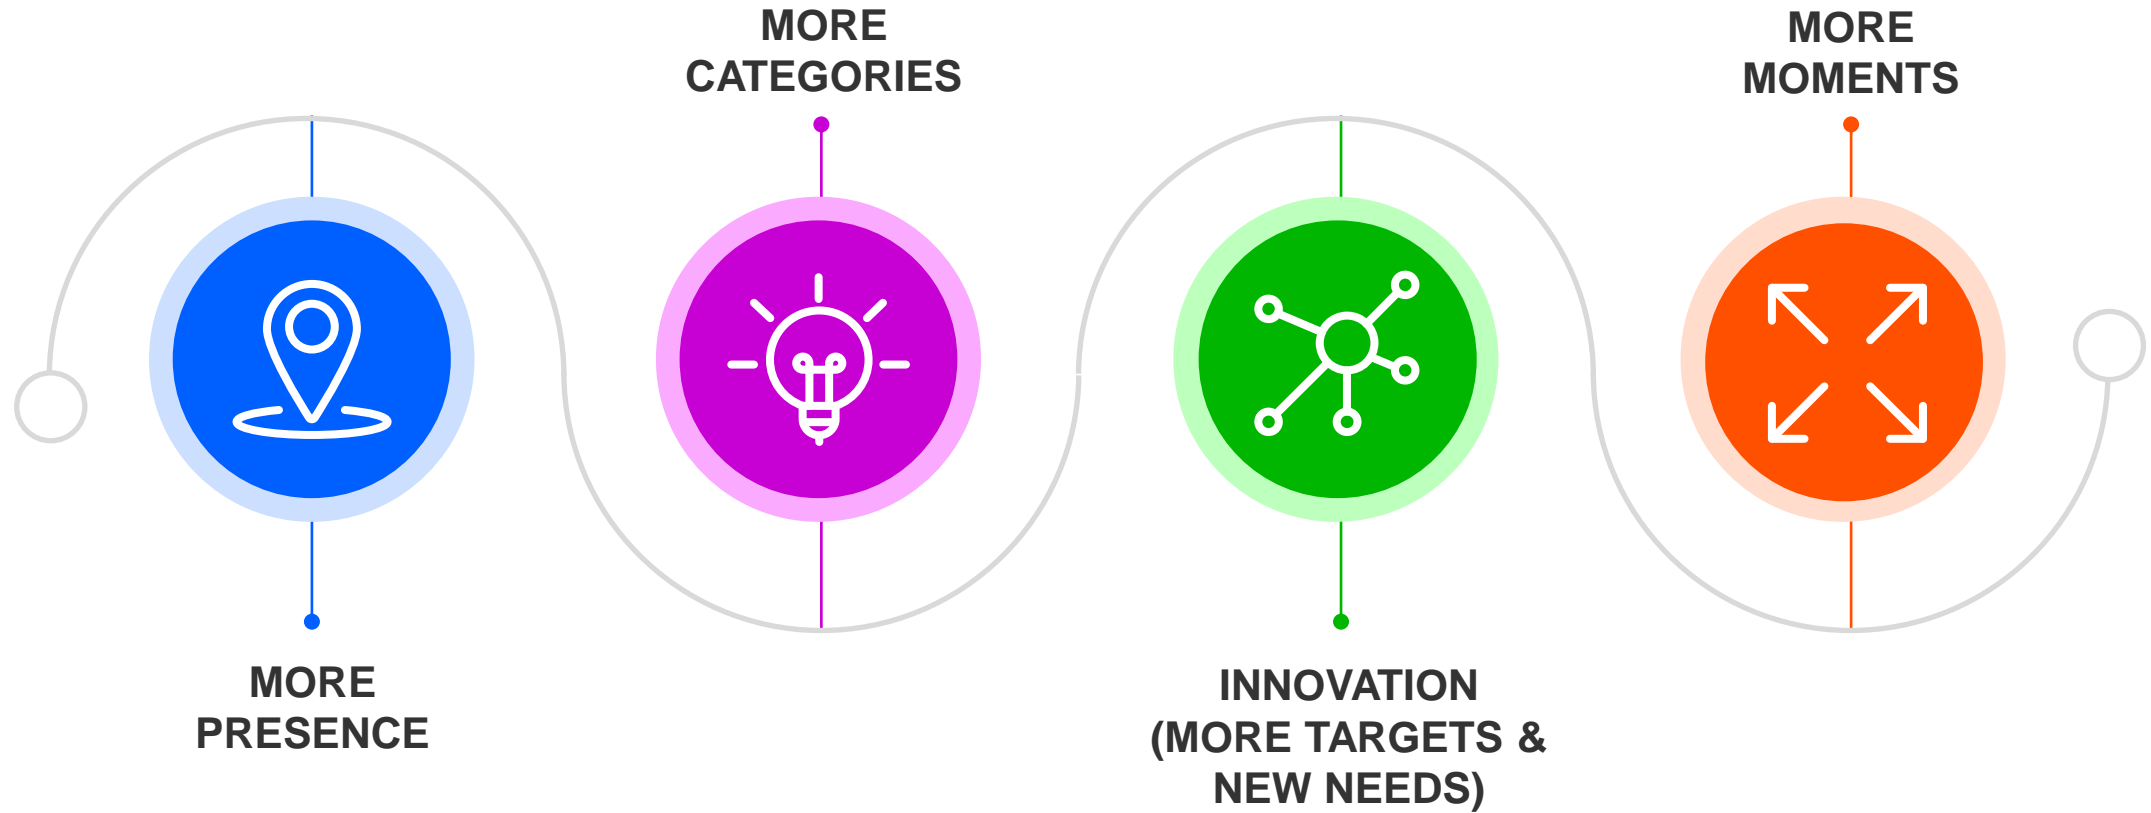 MORE
PRESENCE
MORE
CATEGORIES
INNOVATION
(MORE TARGETS &
NEW NEEDS)
MORE
MOMENTS